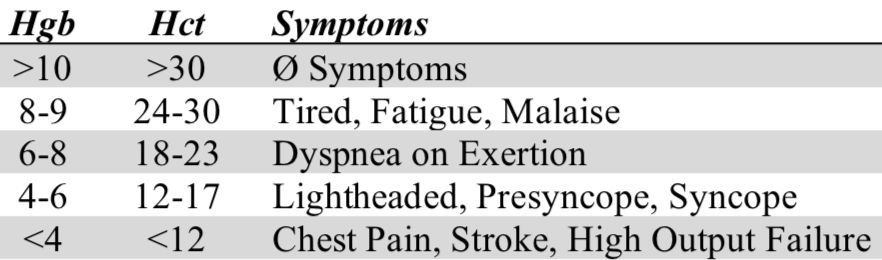 Hgb Hct Symptoms
>10 >30 Ø Symptoms
8-9 24-30 Tired, Fatigue, Malaise
6-8 18-23 Dyspnea on Exertion
4-6 12-17 Lightheaded, Presyncope, Syncope
<4 <12 Chest Pain, Stroke, High Output Failure